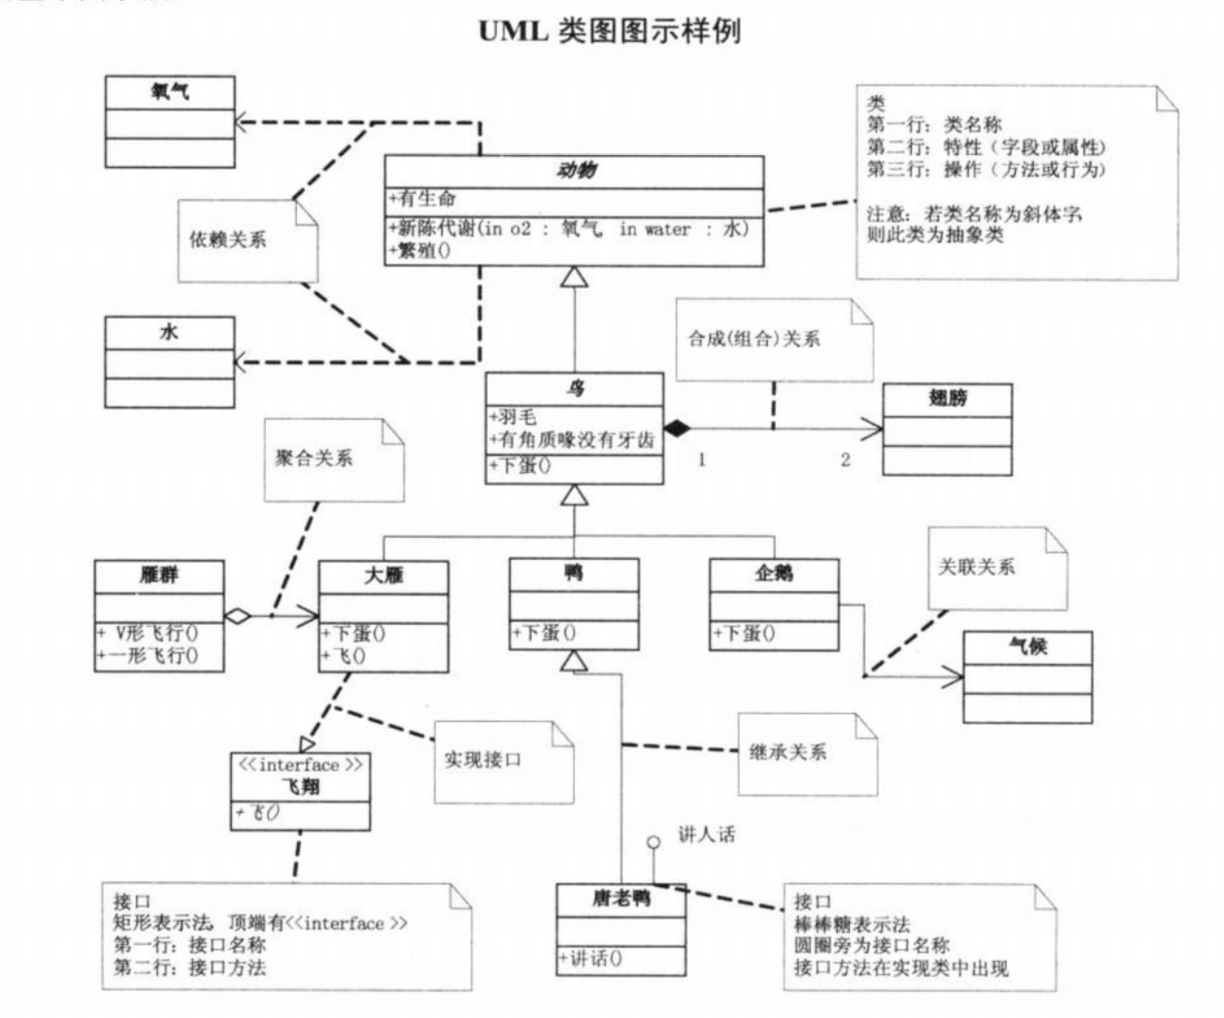 UML 类图图示样例
氧气
类
第一行：类名称
第二行：特性（字段或属性）
第三行：操作（方法或行为）
注意：若类名称为斜体字，
则此类为抽象类
动物
+有生命
+新陈代谢(in o2 : 氧气, in water : 水)
+繁殖()
依赖关系
水
合成(组合)关系
鸟
+羽毛
+有角质喙没有牙齿
+下蛋()
1
2
翅膀
聚合关系
雁群
+ V形飞行()
+一形飞行()
大雁
+下蛋()
+飞()
鸭
+下蛋()
企鹅
+下蛋()
关联关系
气候
实现接口
继承关系
<<interface>>
飞翔
+飞()
讲人话
接口
矩形表示法，顶端有<<interface>>
第一行：接口名称
第二行：接口方法
唐老鸭
+讲话()
接口
棒棒糖表示法
圆圈旁为接口名称
接口方法在实现类中出现